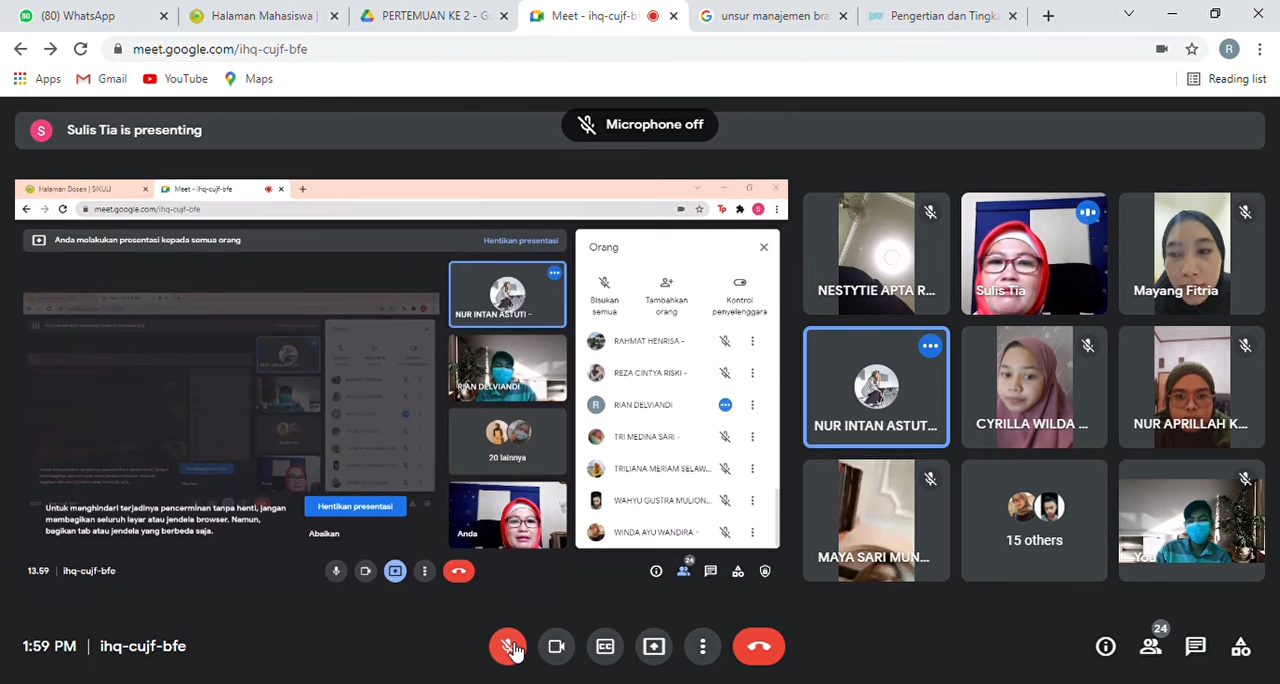 (80) WhatsApp
Halaman Mahasiswa |
PERTEMUAN KE 2 - Go
Meet - ihq-cujf-bf
unsur manajemen bra
Pengertian dan Tingka
meet.google.com/ihq-cujf-bfe
R
Apps
Gmail
YouTube
Maps
Reading list
S
Sulis Tia is presenting
Microphone off
Halaman Dosen | SIKULI
Meet - ihq-cujf-bfe
meet.google.com/ihq-cujf-bfe
Anda melakukan presentasi kepada semua orang
Hentikan presentasi
Orang
Bisukan semua
Tambahkan orang
Kontrol penyelenggara
NUR INTAN ASTUTI -
RIAN DELVIANDI
20 lainnya
Anda
RAHMAT HENRISA -
REZA CINTYA RISKI -
R
RIAN DELVIANDI
TRI MEDINA SARI -
TRILIANA MERIAM SELAW...
WAHYU GUSTRA MULION...
WINDA AYU WANDIRA -
Untuk menghindari terjadinya pencerminan tanpa henti, jangan
membagikan seluruh layar atau jendela browser. Namun,
bagikan tab atau jendela yang berbeda saja.
Hentikan presentasi
Abaikan
13.59 | ihq-cujf-bfe
24
NESTYTIE APTA R...
Sulis Tia
Mayang Fitria
NUR INTAN ASTUT...
CYRILLA WILDA ...
NUR APRILLAH K...
MAYA SARI MUN...
15 others
You
1:59 PM | ihq-cujf-bfe
CC
24